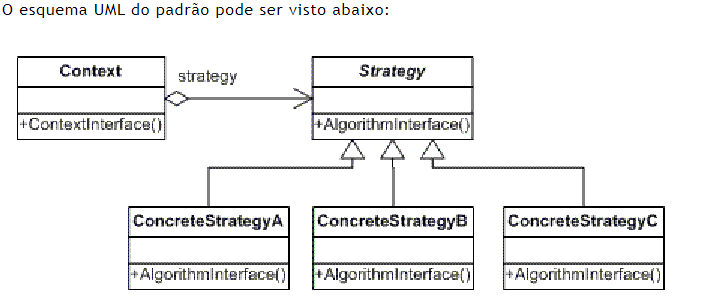 O esquema UML do padrão pode ser visto abaixo:
Context
strategy
Strategy
+ContextInterface()
+AlgorithmInterface()
ConcreteStrategyA
ConcreteStrategyB
ConcreteStrategyC
+AlgorithmInterface()
+AlgorithmInterface()
+AlgorithmInterface()